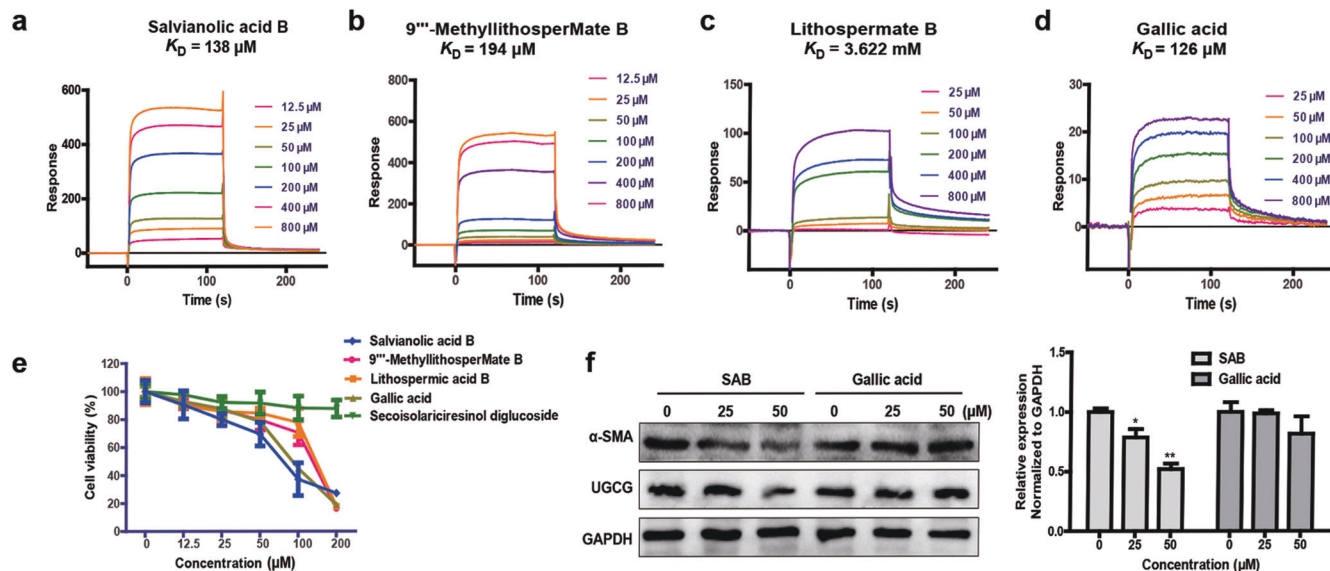 a
Salvianolic acid B
KD = 138 µM
Response
600
400
200
0
0
100
200
Time (s)
12.5 µM
25 µM
50 µM
100 µM
200 µM
400 µM
800 µM
b
9'''-MethyllithosperMate B
KD = 194 µM
Response
800
600
400
200
0
0
100
200
Time (s)
12.5 µM
25 µM
50 µM
100 µM
200 µM
400 µM
800 µM
c
Lithospermate B
KD = 3.622 mM
Response
150
100
50
0
0
100
200
Time (s)
25 µM
50 µM
100 µM
200 µM
400 µM
800 µM
d
Gallic acid
KD = 126 µM
Response
30
20
10
0
0
100
200
Time (s)
25 µM
50 µM
100 µM
200 µM
400 µM
800 µM
e
Salvianolic acid B
9'''-MethyllithosperMate B
Lithospermic acid B
Gallic acid
Secoisolariciresinol diglucoside
Cell viability (%)
120
100
80
60
40
20
0
0
12.5
25
50
100
200
Concentration (µM)
f
SAB
Gallic acid
0 25 50 0 25 50 (µM)
α-SMA
UGCG
GAPDH
Relative expression
Normalized to GAPDH
1.5
1.0
0.5
0
SAB
Gallic acid
*
**
0 25 50 0 25 50
Concentration (µM)